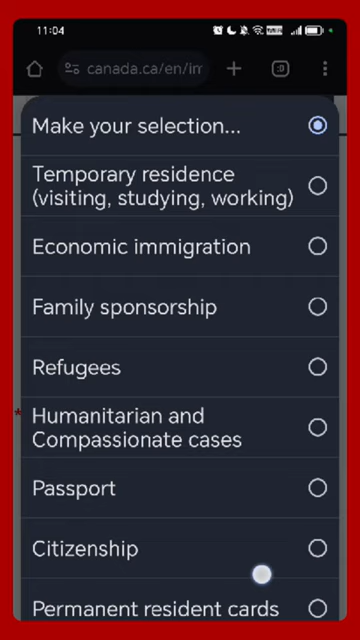 11:04
canada.ca/en/im
:D
Make your selection...
Temporary residence
(visiting, studying, working)
Economic immigration
Family sponsorship
Refugees
*
Humanitarian and
Compassionate cases
Passport
Citizenship
Permanent resident cards